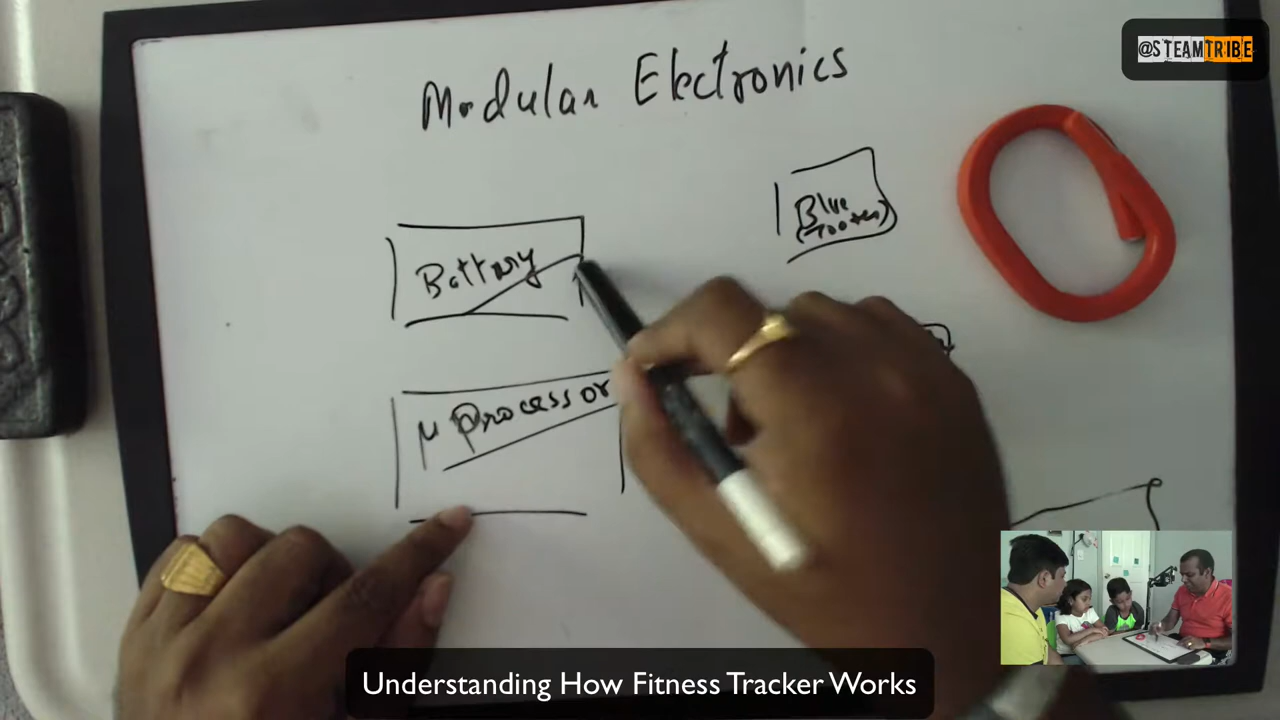 @STEAMTRIBE
Modular Electronics
Blue
(Tooth)
Battery
μ Processor
Understanding How Fitness Tracker Works